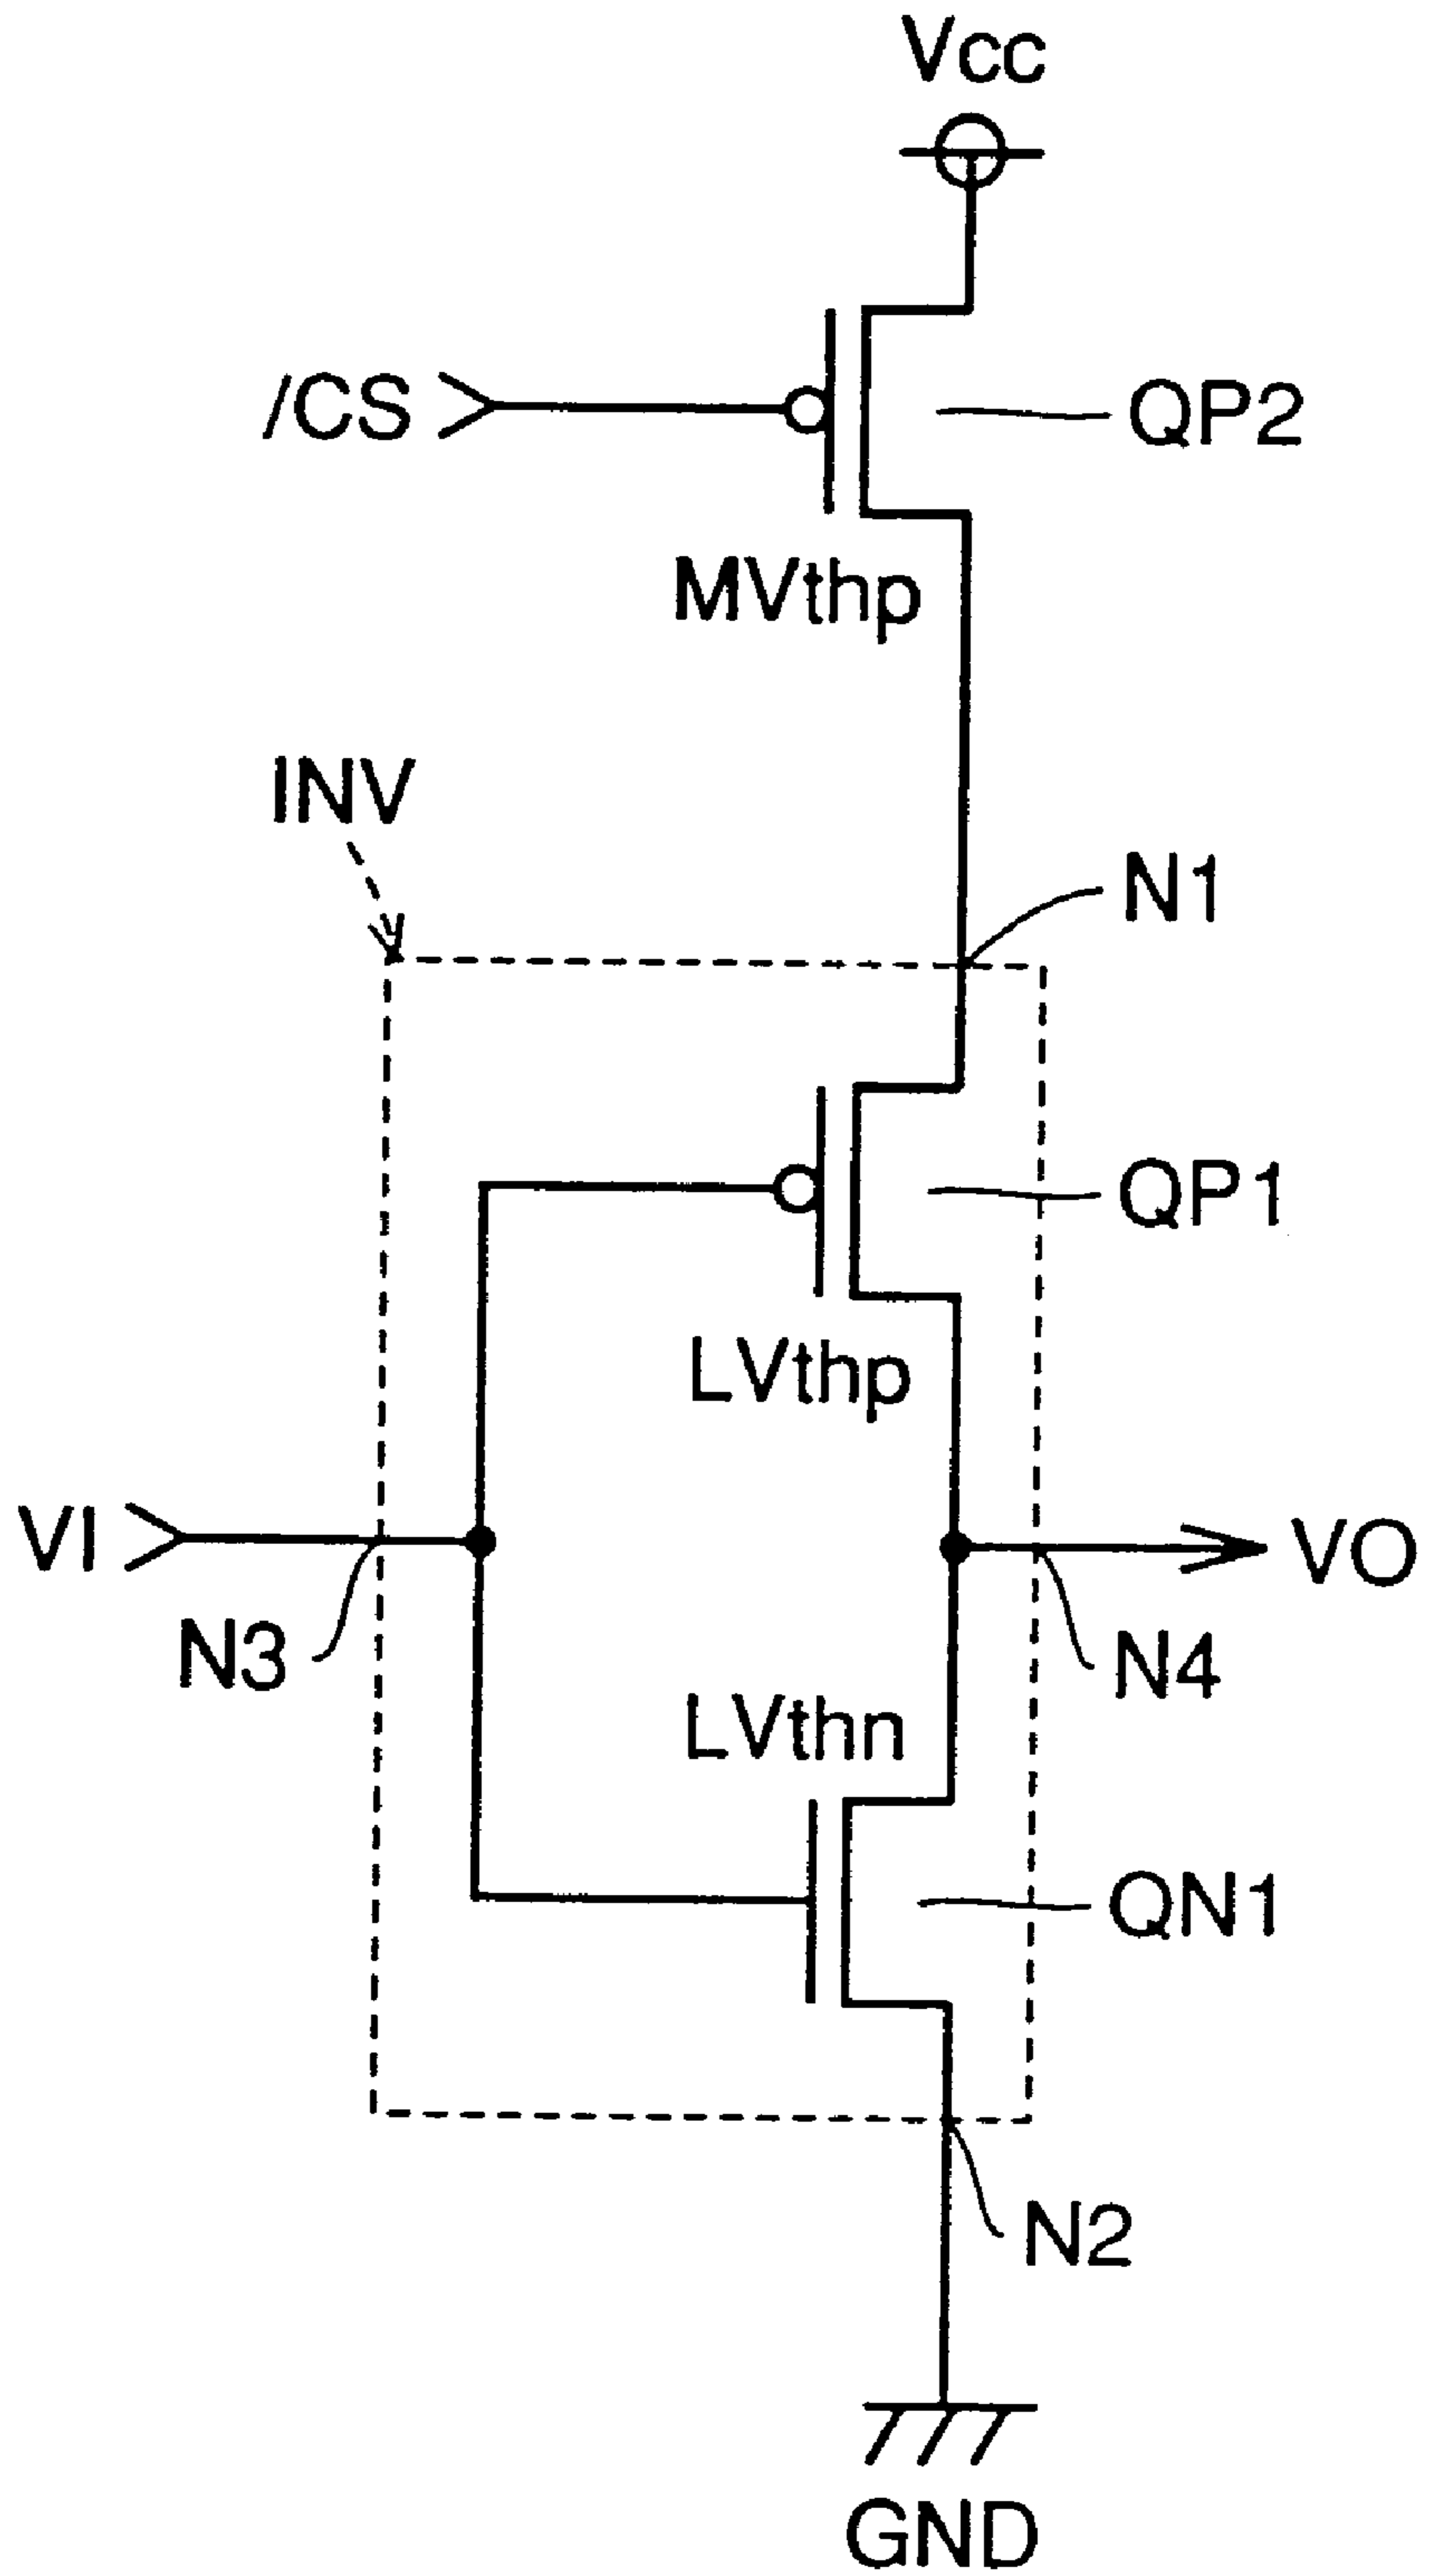 Vcc
/CS
QP2
MVthp
INV
N1
QP1
LVthp
VI
VO
N3
N4
LVthn
QN1
N2
GND